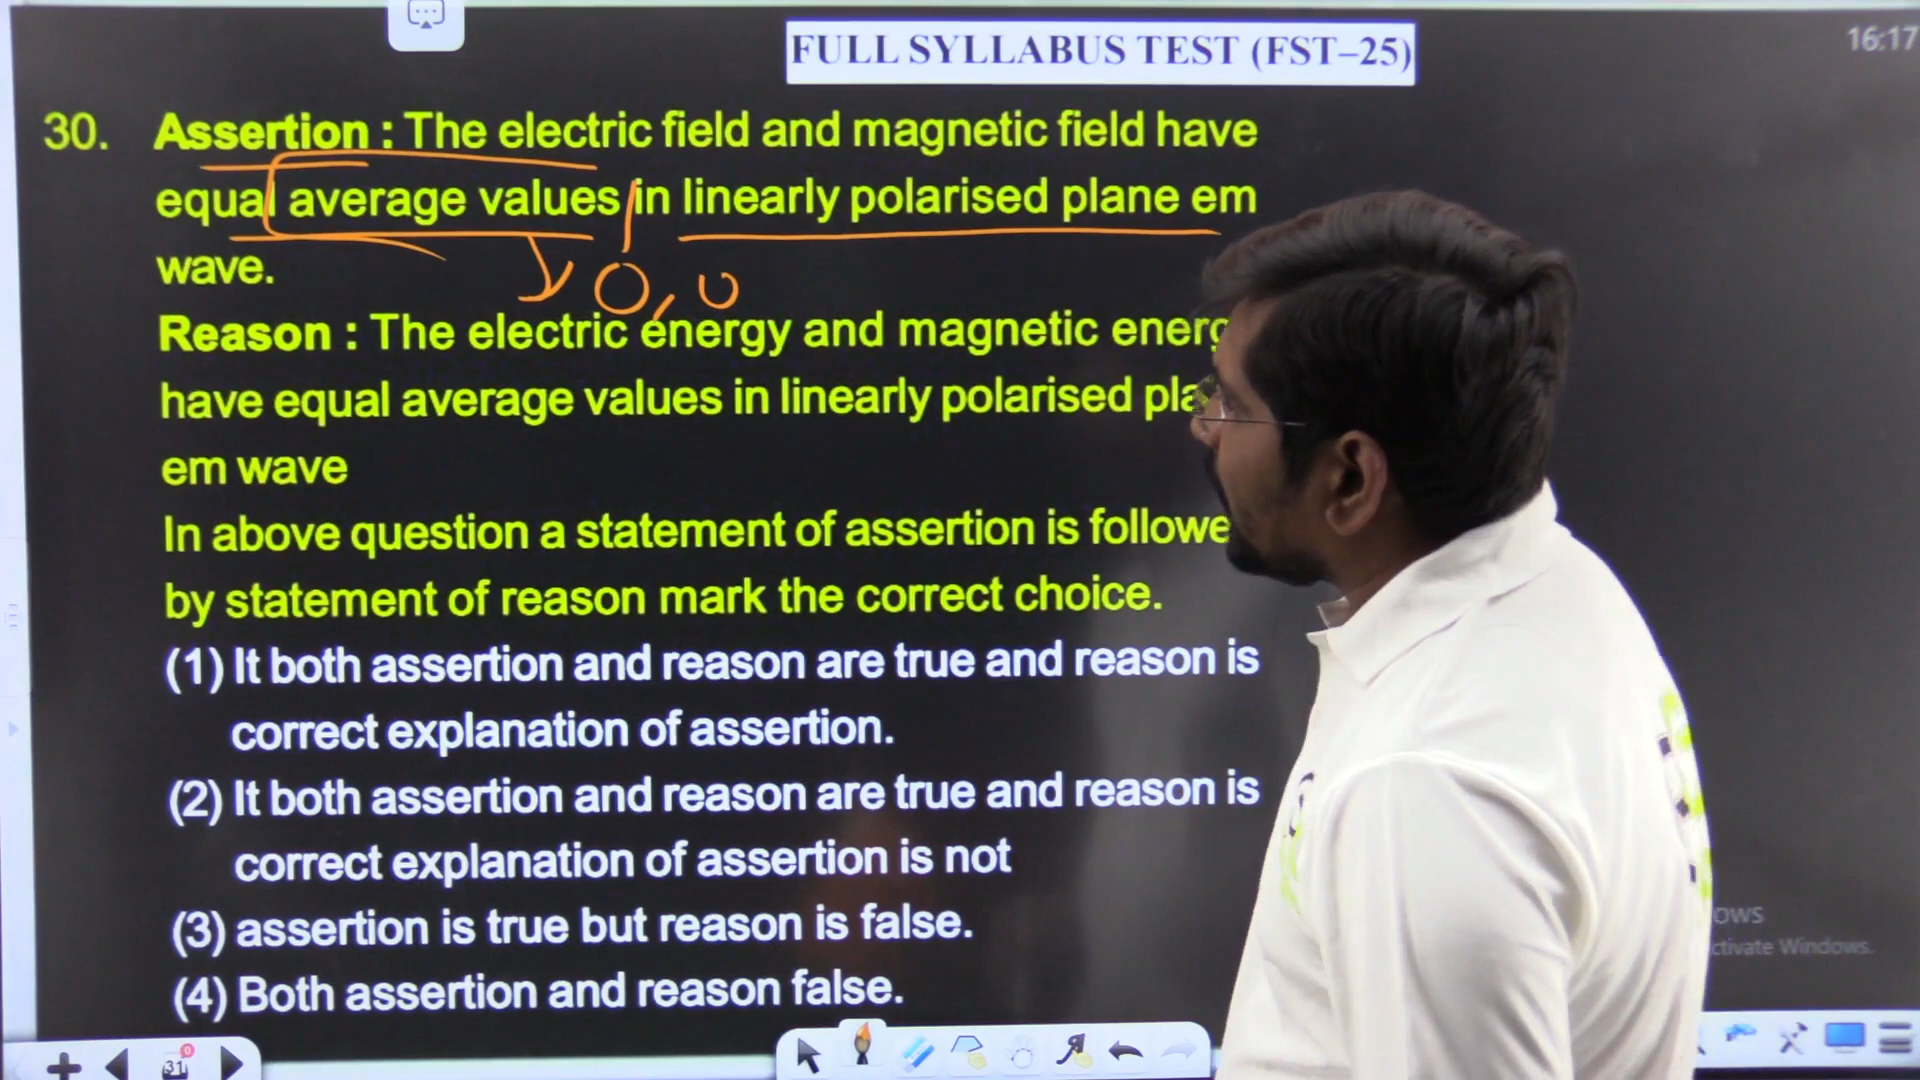 FULL SYLLABUS TEST (FST–25)
16:17
30. Assertion : The electric field and magnetic field have
equal average values in linearly polarised plane em
wave.
0, 0
Reason : The electric energy and magnetic energ
have equal average values in linearly polarised pla
em wave
In above question a statement of assertion is followe
by statement of reason mark the correct choice.
(1) It both assertion and reason are true and reason is
correct explanation of assertion.
(2) It both assertion and reason are true and reason is
correct explanation of assertion is not
(3) assertion is true but reason is false.
(4) Both assertion and reason false.
ows
ctivate Windows.
31
0